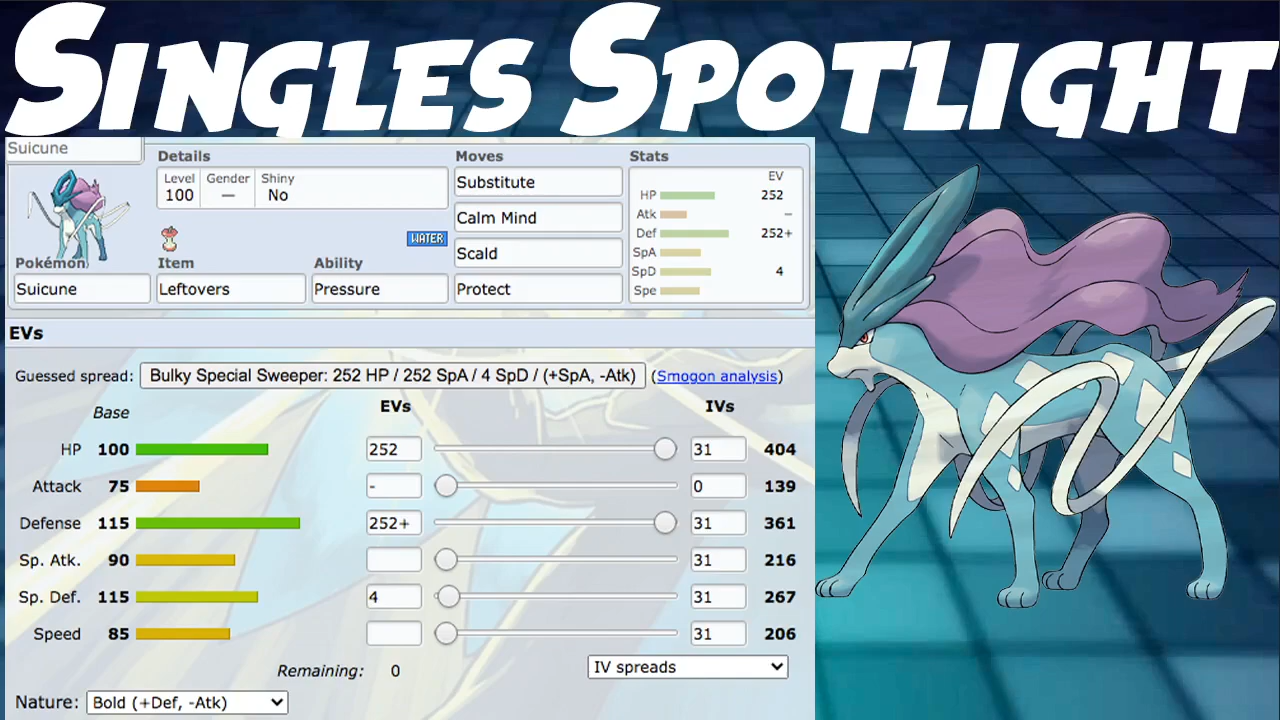 SINGLES SPOTLIGHT
Suicune
Details
Moves
Stats
Level Gender Shiny
100 — No
Substitute
Calm Mind
Scald
Protect
EV
HP 252
Atk –
Def 252+
SpA
SpD 4
Spe
WATER
Pokémon Item Ability
Suicune Leftovers Pressure
EVs
Guessed spread: Bulky Special Sweeper: 252 HP / 252 SpA / 4 SpD / (+SpA, -Atk) (Smogon analysis)
Base EVs IVs
HP 100 252 31 404
Attack 75 - 0 139
Defense 115 252+ 31 361
Sp. Atk. 90 31 216
Sp. Def. 115 4 31 267
Speed 85 31 206
Remaining: 0 IV spreads
Nature: Bold (+Def, -Atk)